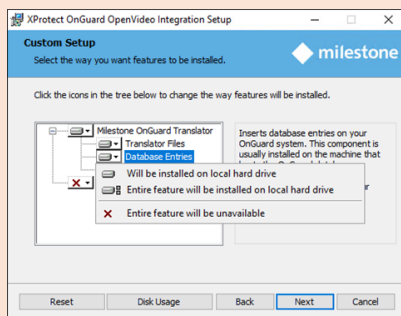 XProtect OnGuard OpenVideo Integration Setup
Custom Setup
Select the way you want features to be installed.
milestone
Click the icons in the tree below to change the way features will be installed.
Milestone OnGuard Translator
Translator Files
Database Entries
Inserts database entries on your
OnGuard system. This component is
usually installed on the machine that
Will be installed on local hard drive
Entire feature will be installed on local hard drive
Entire feature will be unavailable
Reset
Disk Usage
Back
Next
Cancel